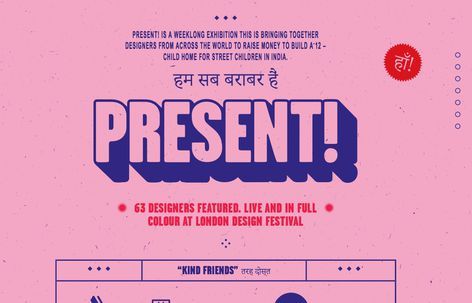 PRESENT! IS A WEEKLONG EXHIBITION THIS IS BRINGING TOGETHER
DESIGNERS FROM ACROSS THE WORLD TO RAISE MONEY TO BUILD A'12 –
CHILD HOME FOR STREET CHILDREN IN INDIA.
हम सब बराबर हैं
हाँ!
PRESENT!
63 DESIGNERS FEATURED. LIVE AND IN FULL
COLOUR AT LONDON DESIGN FESTIVAL
“KIND FRIENDS” तरह दोस्त